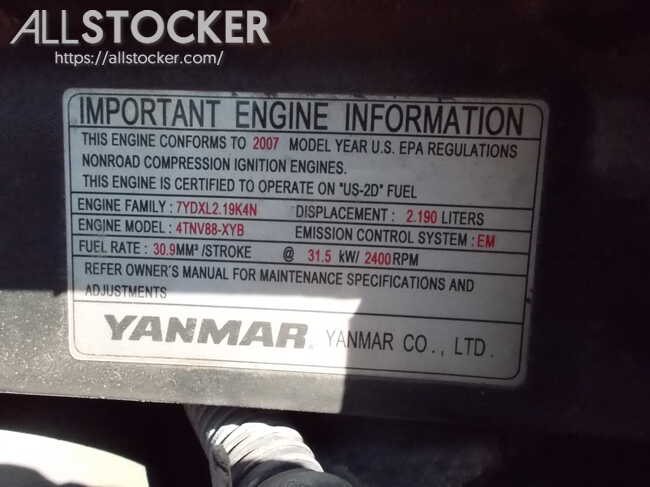 ALLSTOCKER
https://allstocker.com/
IMPORTANT ENGINE INFORMATION
THIS ENGINE CONFORMS TO 2007 MODEL YEAR U.S. EPA REGULATIONS
NONROAD COMPRESSION IGNITION ENGINES.
THIS ENGINE IS CERTIFIED TO OPERATE ON "US-2D" FUEL
ENGINE FAMILY : 7YDXL2.19K4N DISPLACEMENT : 2.190 LITERS
ENGINE MODEL : 4TNV88-XYB EMISSION CONTROL SYSTEM : EM
FUEL RATE : 30.9MM³ /STROKE @ 31.5 kW/ 2400RPM
REFER OWNER'S MANUAL FOR MAINTENANCE SPECIFICATIONS AND
ADJUSTMENTS
YANMAR® YANMAR CO., LTD.